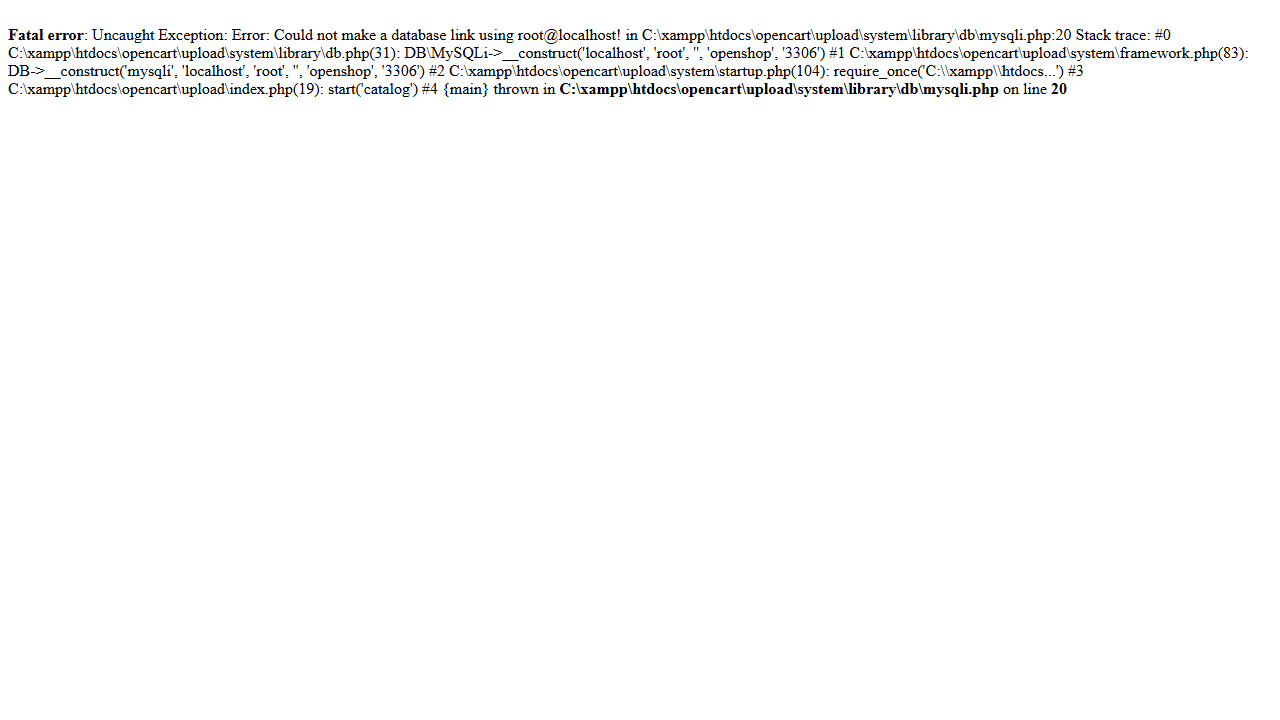 Fatal error: Uncaught Exception: Error: Could not make a database link using root@localhost! in C:\xampp\htdocs\opencart\upload\system\library\db\mysqli.php:20 Stack trace: #0
C:\xampp\htdocs\opencart\upload\system\library\db.php(31): DB\MySQLi->__construct('localhost', 'root', '', 'openshop', '3306') #1 C:\xampp\htdocs\opencart\upload\system\framework.php(83):
DB->__construct('mysqli', 'localhost', 'root', '', 'openshop', '3306') #2 C:\xampp\htdocs\opencart\upload\system\startup.php(104): require_once('C:\\xampp\\htdocs...') #3
C:\xampp\htdocs\opencart\upload\index.php(19): start('catalog') #4 {main} thrown in C:\xampp\htdocs\opencart\upload\system\library\db\mysqli.php on line 20